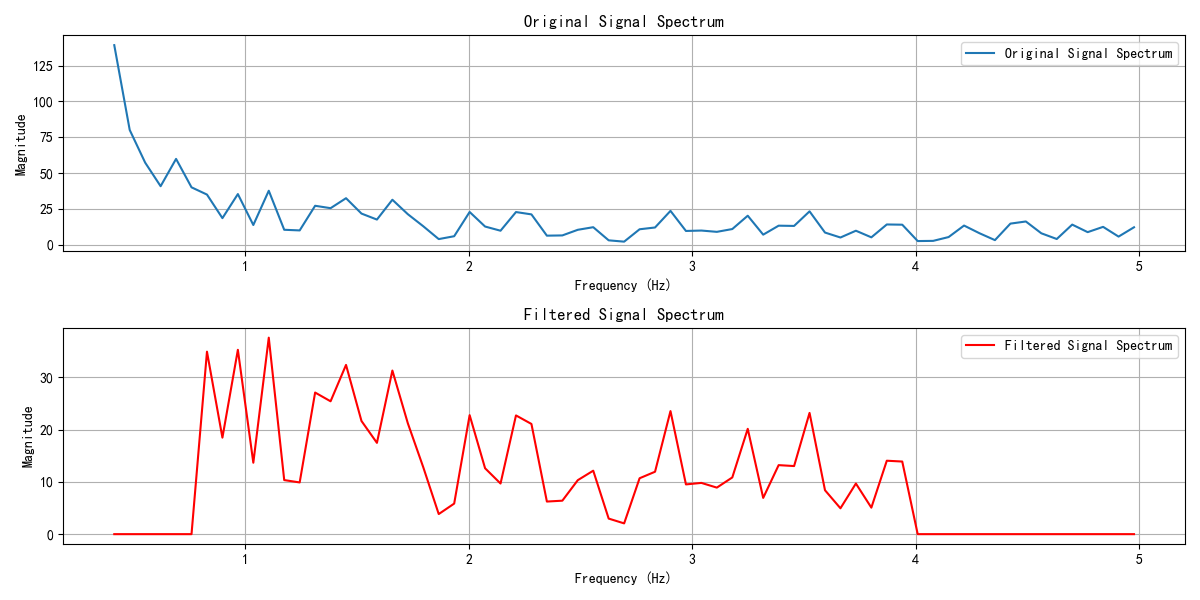 Original Signal Spectrum
Original Signal Spectrum
Magnitude
125
100
75
50
25
0
1 2 3 4 5
Frequency (Hz)
Filtered Signal Spectrum
Filtered Signal Spectrum
Magnitude
30
20
10
0
1 2 3 4 5
Frequency (Hz)